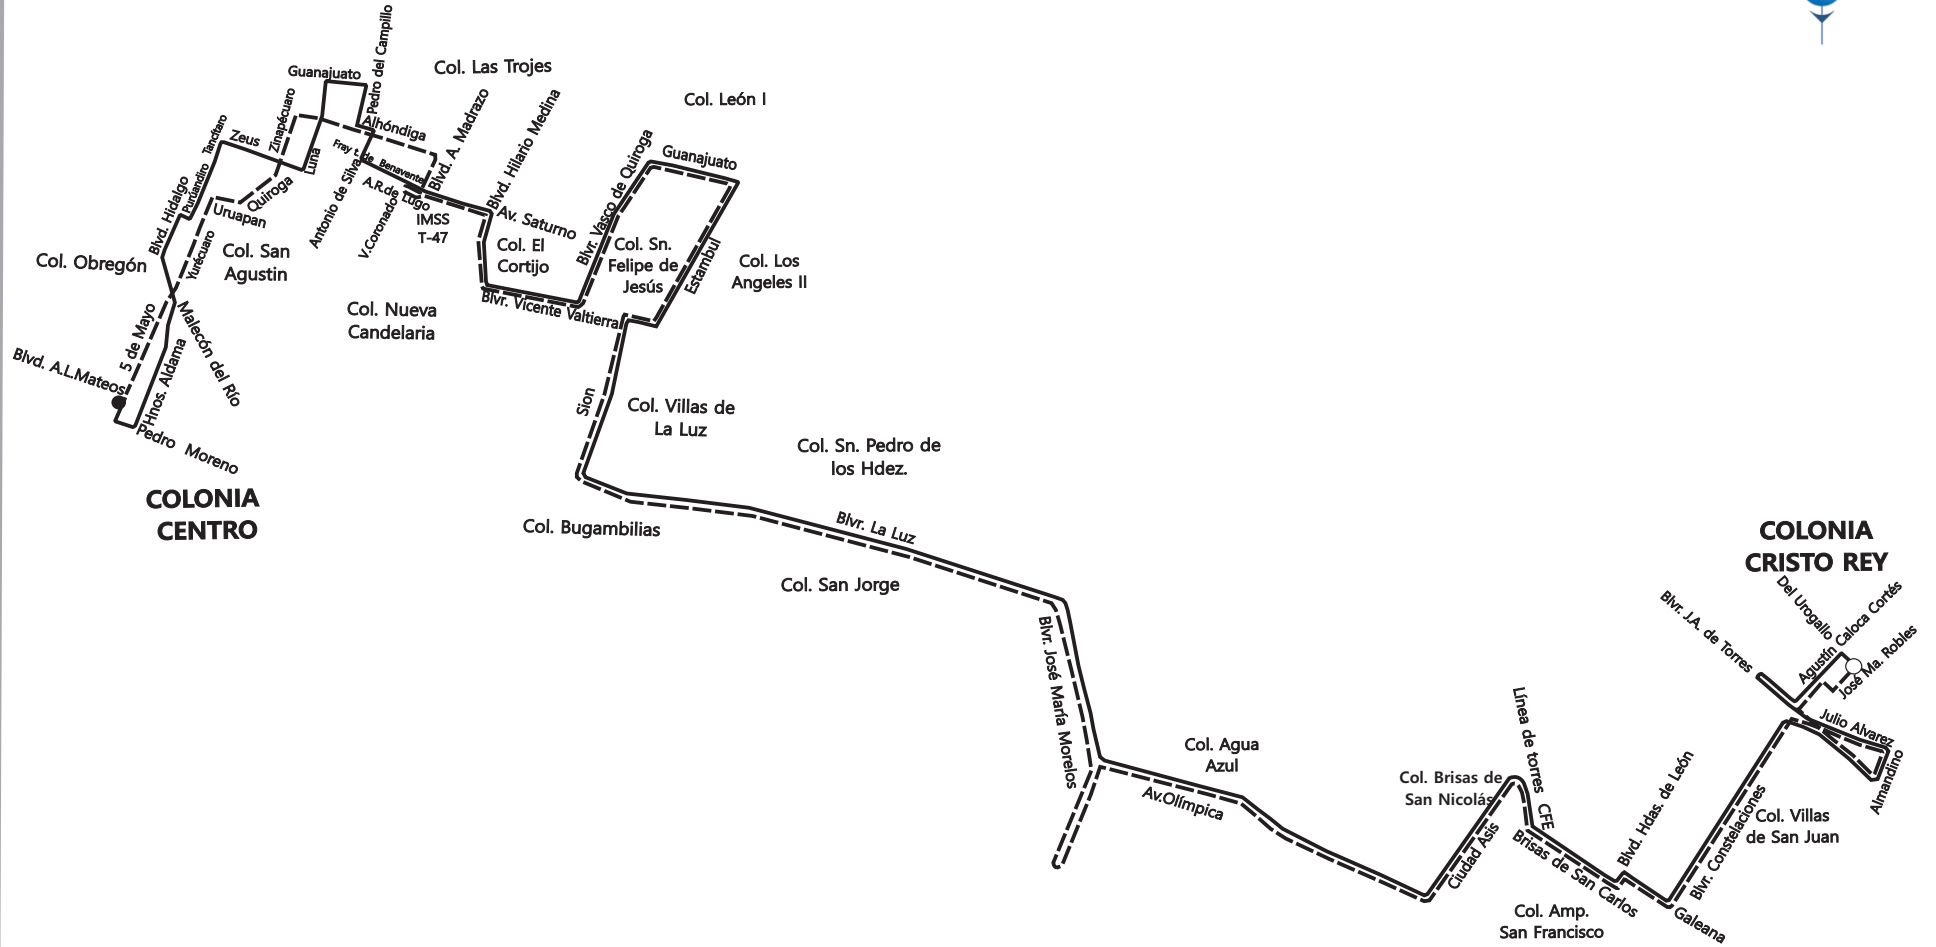 Pedro del Campillo
Guanajuato
Col. Las Trojes
Col. León I
Zinapécuaro
Blvd. A. Madrazo
Blvd. Hilario Medina
Alhóndiga
Tancítaro
Zeus
Luna
Fray t. de Benavente
Blvr. Vasco de Quiroga
Guanajuato
Blvd. Hidalgo
Puruándiro
Quiroga
Uruapan
Antonio de Silva
A.R.de Lugo
V.Coronado
IMSS
T-47
Av. Saturno
Col. El
Cortijo
Col. Sn.
Felipe de
Jesús
Estambul
Col. Los
Angeles II
Col. Obregón
Yurécuaro
Col. San
Agustin
Col. Nueva
Candelaria
Blvr. Vicente Valtierra
5 de Mayo
Malecón del Río
Blvd. A.L.Mateos
Hnos. Aldama
Pedro Moreno
COLONIA
CENTRO
Sion
Col. Villas de
La Luz
Col. Sn. Pedro de
los Hdez.
Col. Bugambilias
Blvr. La Luz
Col. San Jorge
Blvr. José María Morelos
Col. Agua
Azul
Av.Olímpica
Col. Brisas de
San Nicolás
Línea de torres CFE
Ciudad Asis
Brisas de San Carlos
Blvd. Hdas. de León
Col. Amp.
San Francisco
Galeana
Blvr. Constelaciones
Col. Villas
de San Juan
COLONIA
CRISTO REY
Blvr. J.A. de Torres
Del Urogallo
Agustín Caloca Cortés
José Ma. Robles
Julio Alvarez
Almandino